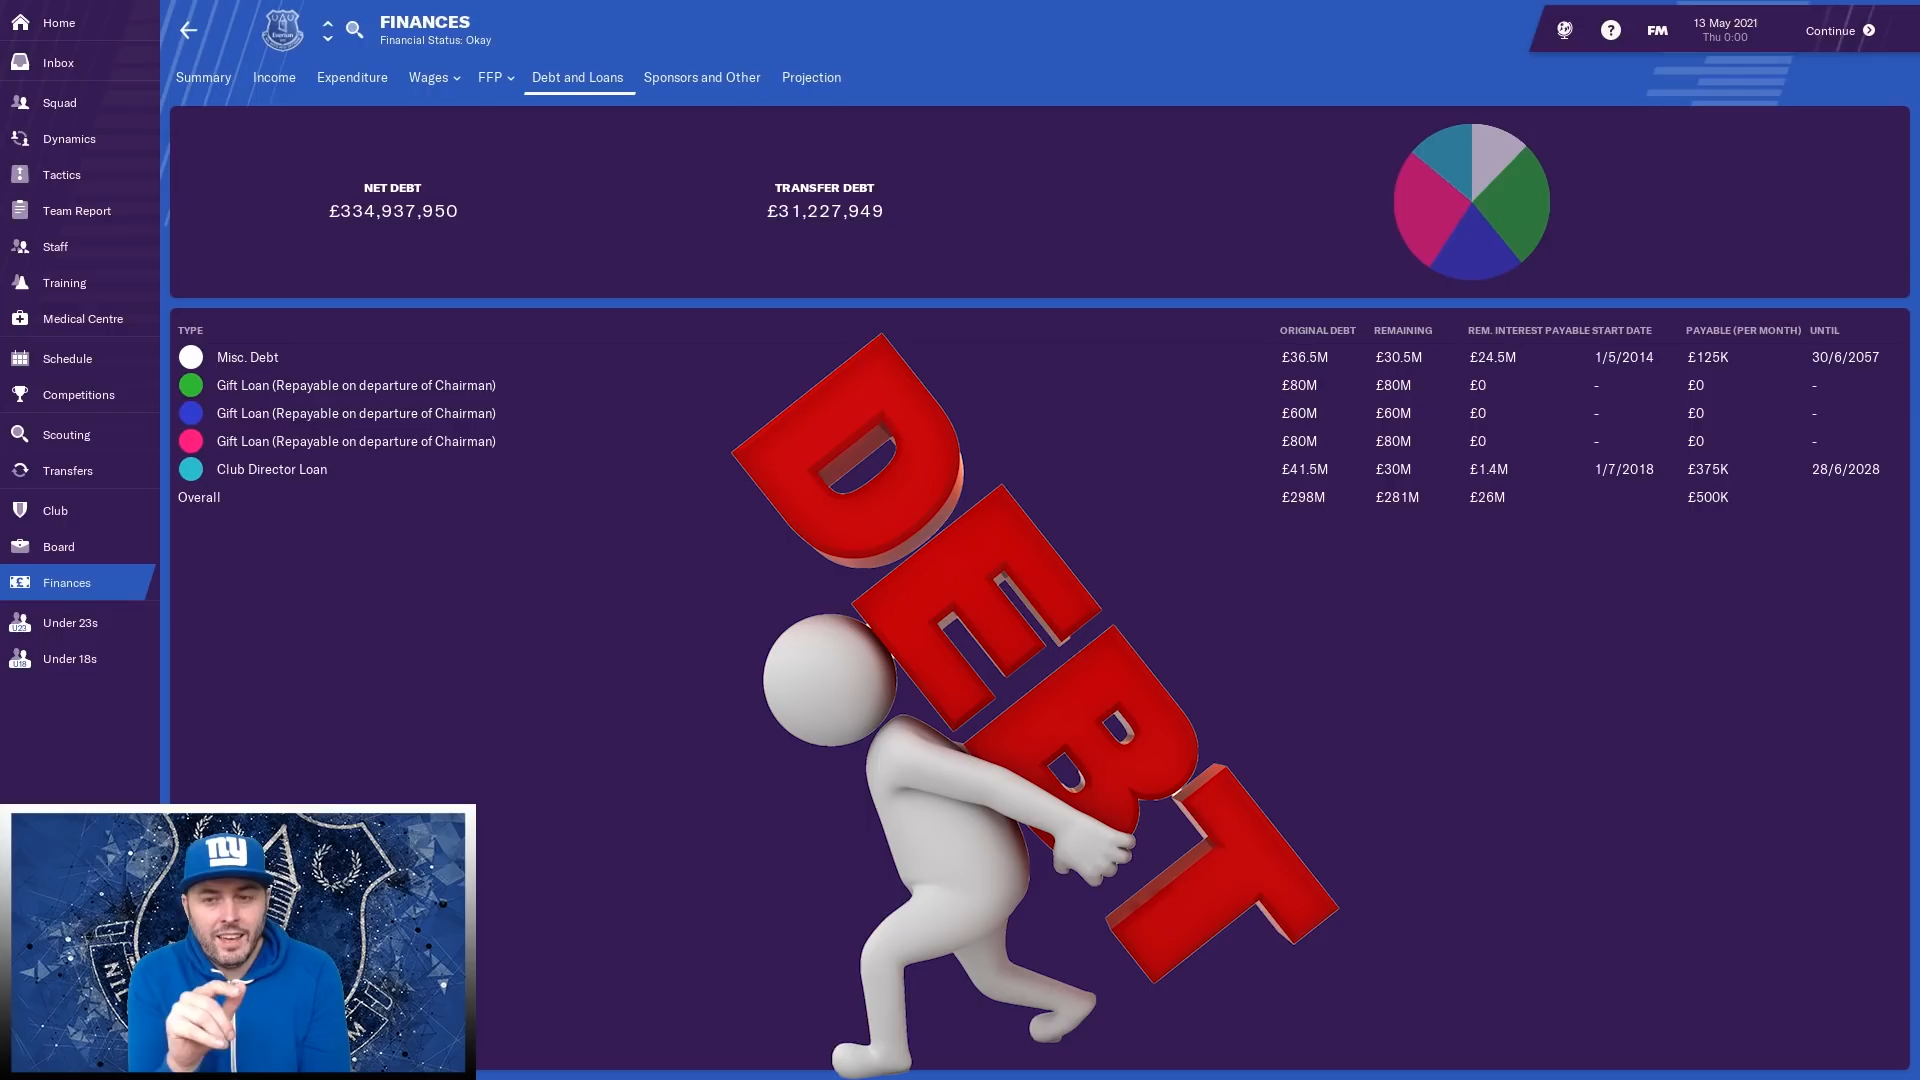 Home
Inbox
Squad
Dynamics
Tactics
Team Report
Staff
Training
Medical Centre
Schedule
Competitions
Scouting
Transfers
Club
Board
Finances
U23 Under 23s
U18 Under 18s
Everton
FINANCES
Financial Status: Okay
FM
13 May 2021
Thu 0:00
Continue
Summary Income Expenditure Wages FFP Debt and Loans Sponsors and Other Projection
NET DEBT TRANSFER DEBT
£334,937,950 £31,227,949
TYPE ORIGINAL DEBT REMAINING REM. INTEREST PAYABLE START DATE PAYABLE (PER MONTH) UNTIL
Misc. Debt £36.5M £30.5M £24.5M 1/5/2014 £125K 30/6/2057
Gift Loan (Repayable on departure of Chairman) £80M £80M £0 - £0 -
Gift Loan (Repayable on departure of Chairman) £60M £60M £0 - £0 -
Gift Loan (Repayable on departure of Chairman) £80M £80M £0 - £0 -
Club Director Loan £41.5M £30M £1.4M 1/7/2018 £375K 28/6/2028
Overall £298M £281M £26M £500K
DEBT
ny
NIL